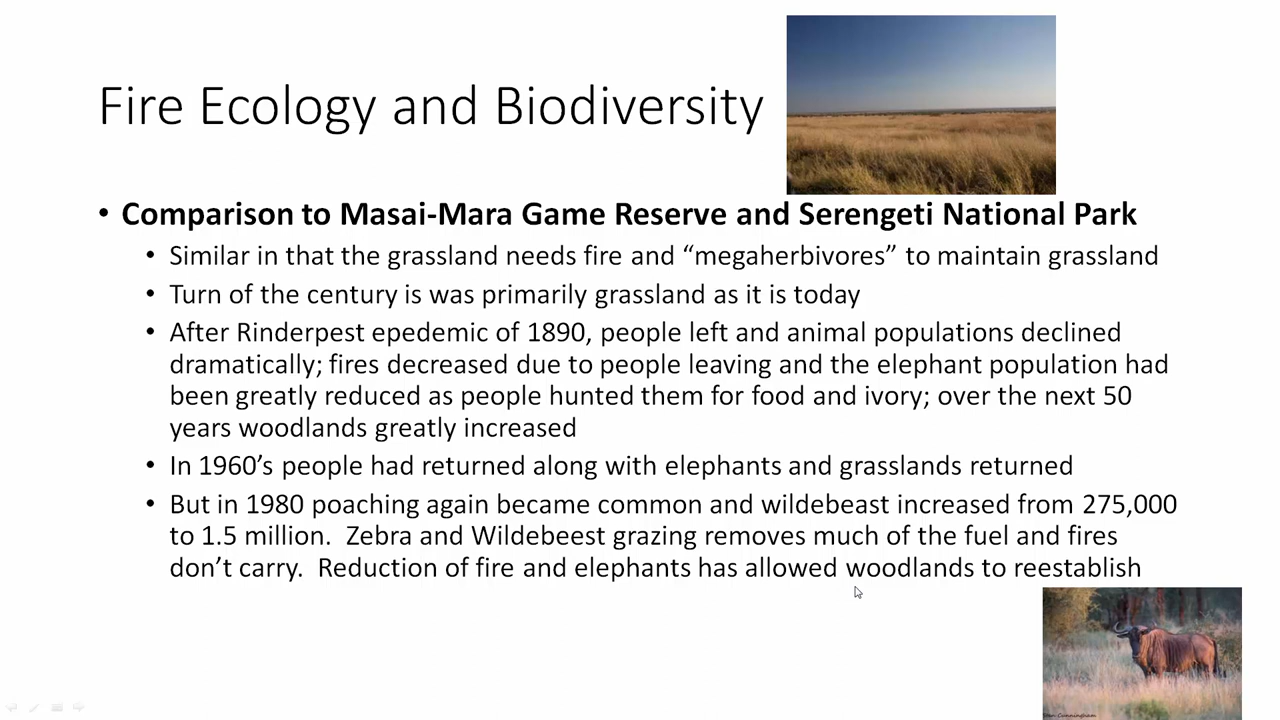 Fire Ecology and Biodiversity
• Comparison to Masai-Mara Game Reserve and Serengeti National Park
• Similar in that the grassland needs fire and “megaherbivores” to maintain grassland
• Turn of the century is was primarily grassland as it is today
• After Rinderpest epedemic of 1890, people left and animal populations declined
dramatically; fires decreased due to people leaving and the elephant population had
been greatly reduced as people hunted them for food and ivory; over the next 50
years woodlands greatly increased
• In 1960’s people had returned along with elephants and grasslands returned
• But in 1980 poaching again became common and wildebeast increased from 275,000
to 1.5 million.  Zebra and Wildebeest grazing removes much of the fuel and fires
don’t carry.  Reduction of fire and elephants has allowed woodlands to reestablish
Cunningham